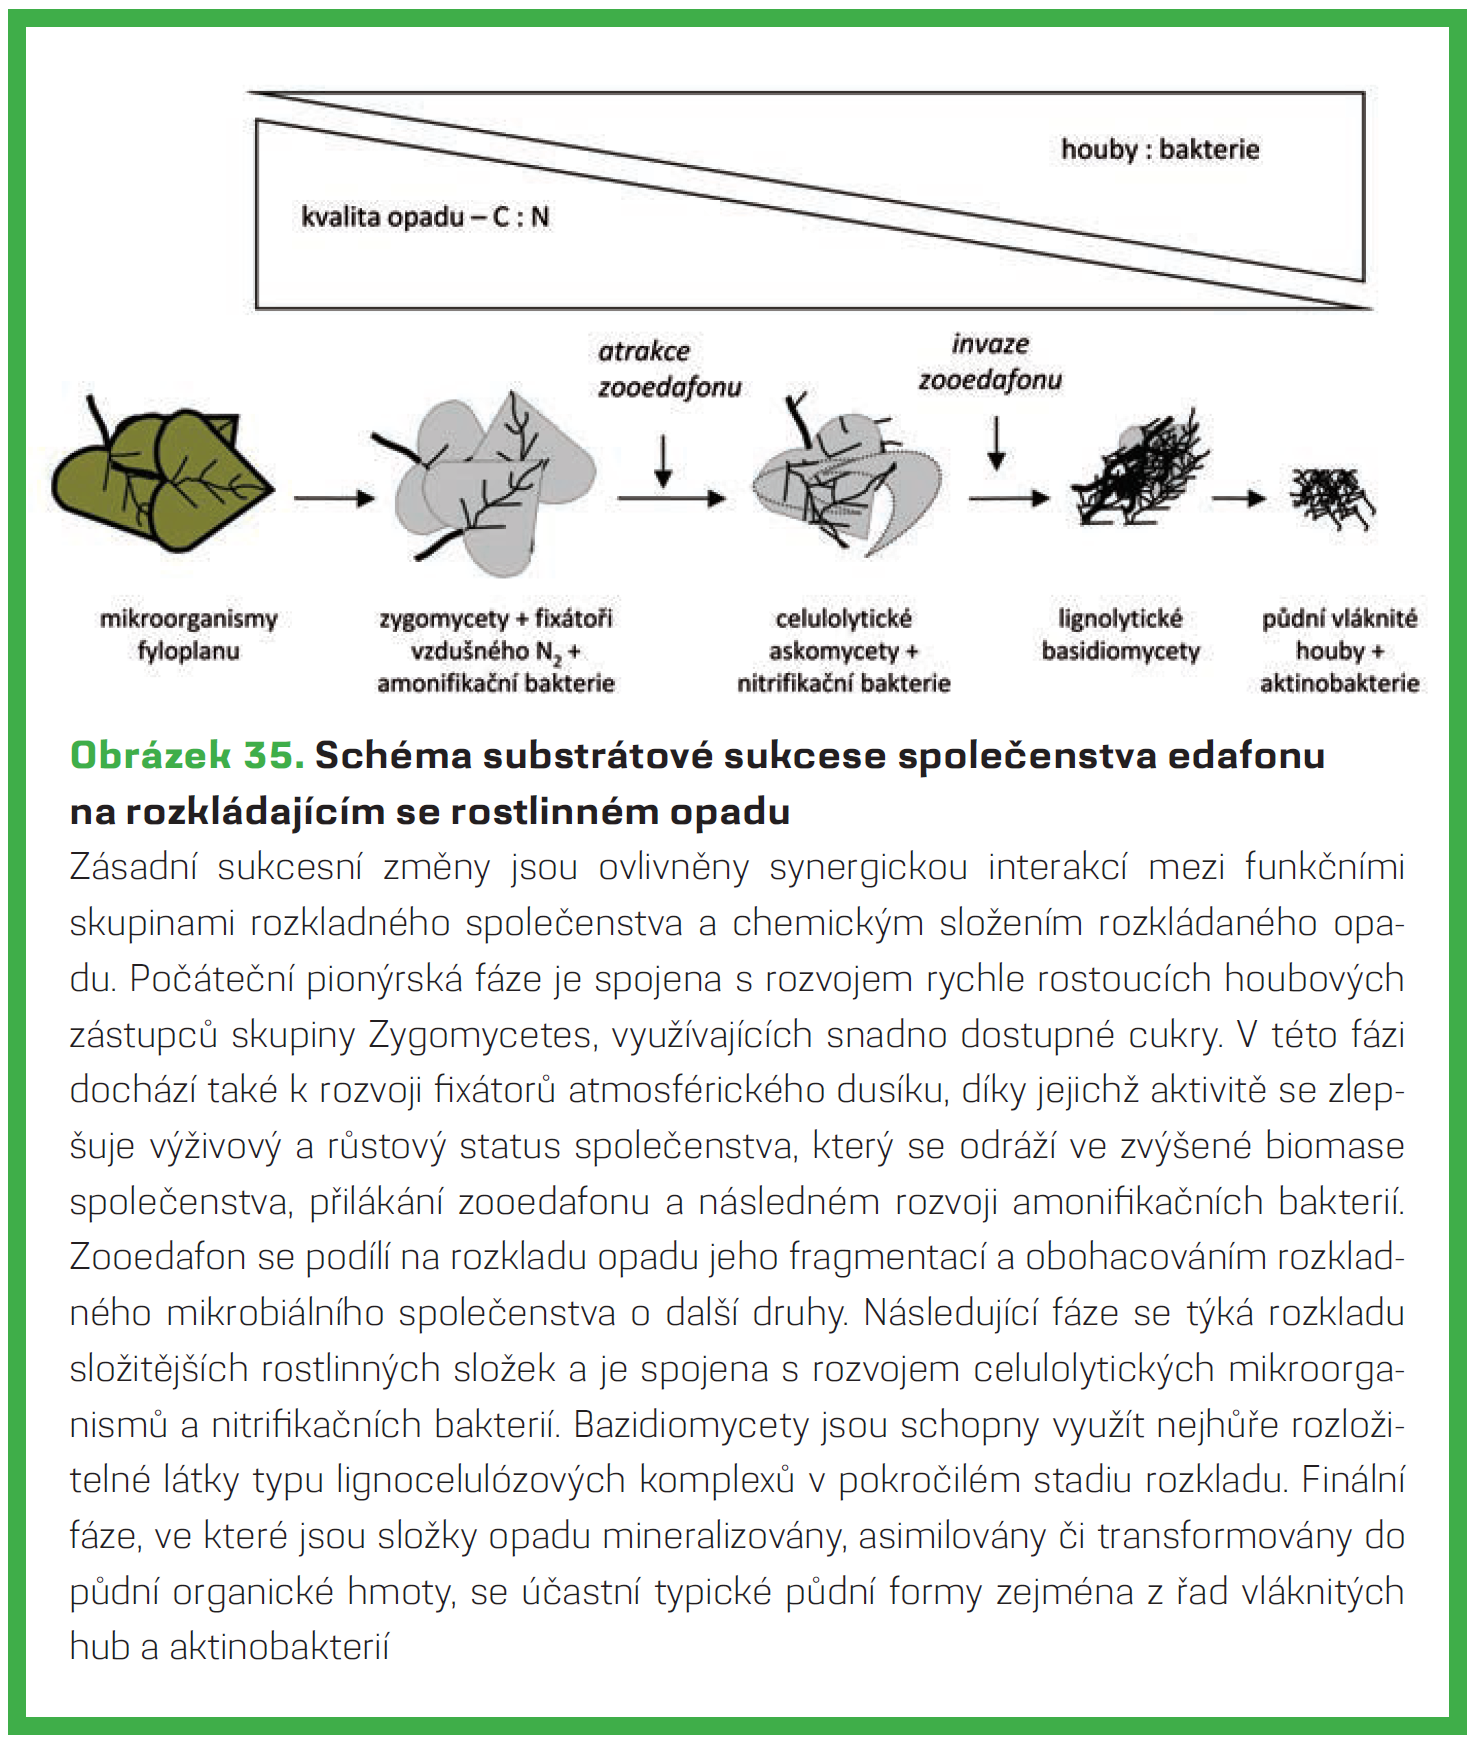 houby : bakterie
kvalita opadu – C : N
atrakce
zooedafonu
invaze
zooedafonu
mikroorganismy
fyloplanu
zygomycety + fixátoři
vzdušného N₂ +
amonifikační bakterie
celulolytické
askomycety +
nitrifikační bakterie
lignolytické
basidiomycety
půdní vláknité
houby +
aktinobakterie
Obrázek 35. Schéma substrátové sukcese společenstva edafonu
na rozkládajícím se rostlinném opadu
Zásadní sukcesní změny jsou ovlivněny synergickou interakcí mezi funkčními
skupinami rozkladného společenstva a chemickým složením rozkládaného opa-
du. Počáteční pionýrská fáze je spojena s rozvojem rychle rostoucích houbových
zástupců skupiny Zygomycetes, využívajících snadno dostupné cukry. V této fázi
dochází také k rozvoji fixátorů atmosférického dusíku, díky jejichž aktivitě se zlep-
šuje výživový a růstový status společenstva, který se odráží ve zvýšené biomase
společenstva, přilákání zooedafonu a následném rozvoji amonifikačních bakterií.
Zooedafon se podílí na rozkladu opadu jeho fragmentací a obohacováním rozklad-
ného mikrobiálního společenstva o další druhy. Následující fáze se týká rozkladu
složitějších rostlinných složek a je spojena s rozvojem celulolytických mikroorga-
nismů a nitrifikačních bakterií. Bazidiomycety jsou schopny využít nejhůře rozloži-
telné látky typu lignocelulózových komplexů v pokročilém stadiu rozkladu. Finální
fáze, ve které jsou složky opadu mineralizovány, asimilovány či transformovány do
půdní organické hmoty, se účastní typické půdní formy zejména z řad vláknitých
hub a aktinobakterií